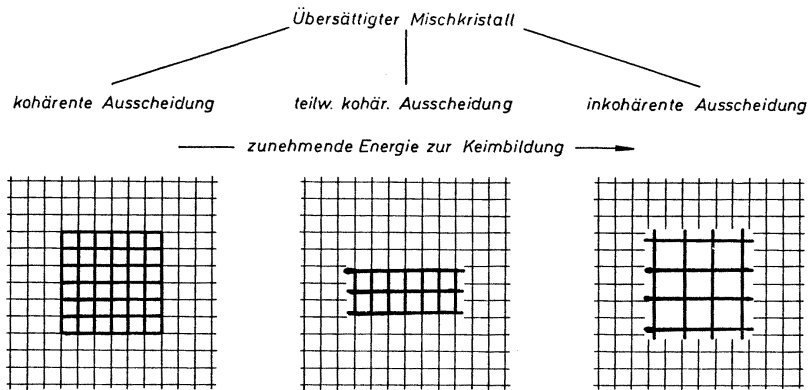 Übersättigter Mischkristall
kohärente Ausscheidung teilw. kohär. Ausscheidung inkohärente Ausscheidung
zunehmende Energie zur Keimbildung